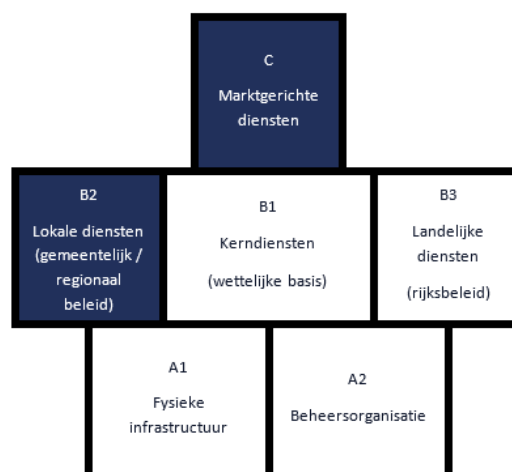 C
Marktgerichte
diensten
B2
Lokale diensten
(gemeentelijk /
regionaal
beleid)
B1
Kerndiensten
(wettelijke basis)
B3
Landelijke
diensten
(rijksbeleid)
A1
Fysieke
infrastructuur
A2
Beheersorganisatie